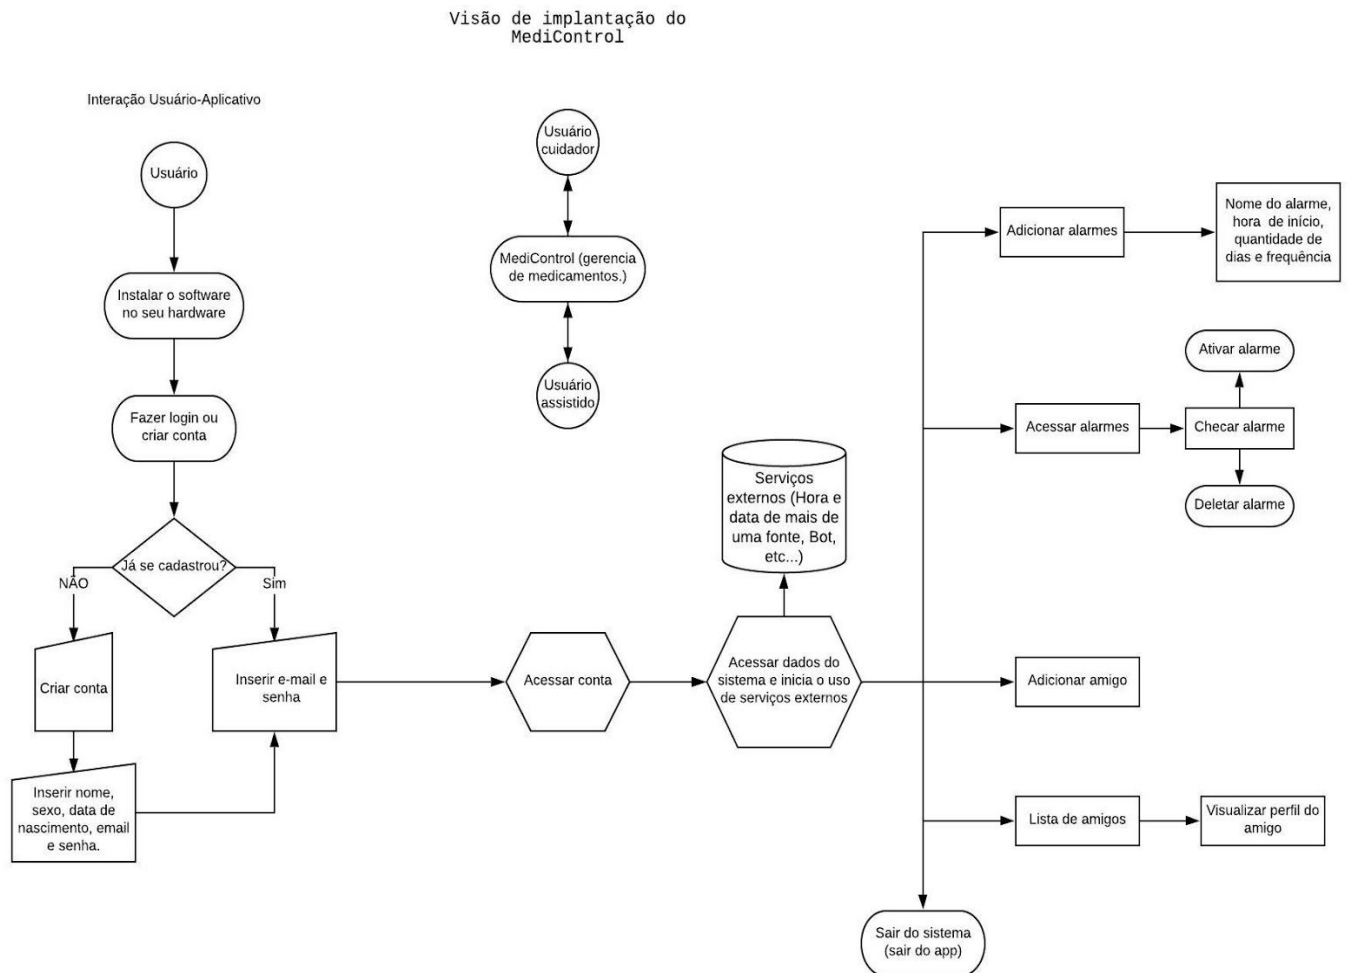 Visão de implantação do
MediControl
Interação Usuário-Aplicativo
Usuário
Instalar o software
no seu hardware
Fazer login ou
criar conta
Já se cadastrou?
NÃO
Sim
Criar conta
Inserir nome,
sexo, data de
nascimento, email
e senha.
Inserir e-mail e
senha
Usuário
cuidador
MediControl (gerencia
de medicamentos.)
Usuário
assistido
Acessar conta
Serviços
externos (Hora e
data de mais de
uma fonte, Bot,
etc...)
Acessar dados do
sistema e inicia o uso
de serviços externos
Adicionar alarmes
Nome do alarme,
hora de início,
quantidade de
dias e frequência
Acessar alarmes
Checar alarme
Ativar alarme
Deletar alarme
Adicionar amigo
Lista de amigos
Visualizar perfil do
amigo
Sair do sistema
(sair do app)